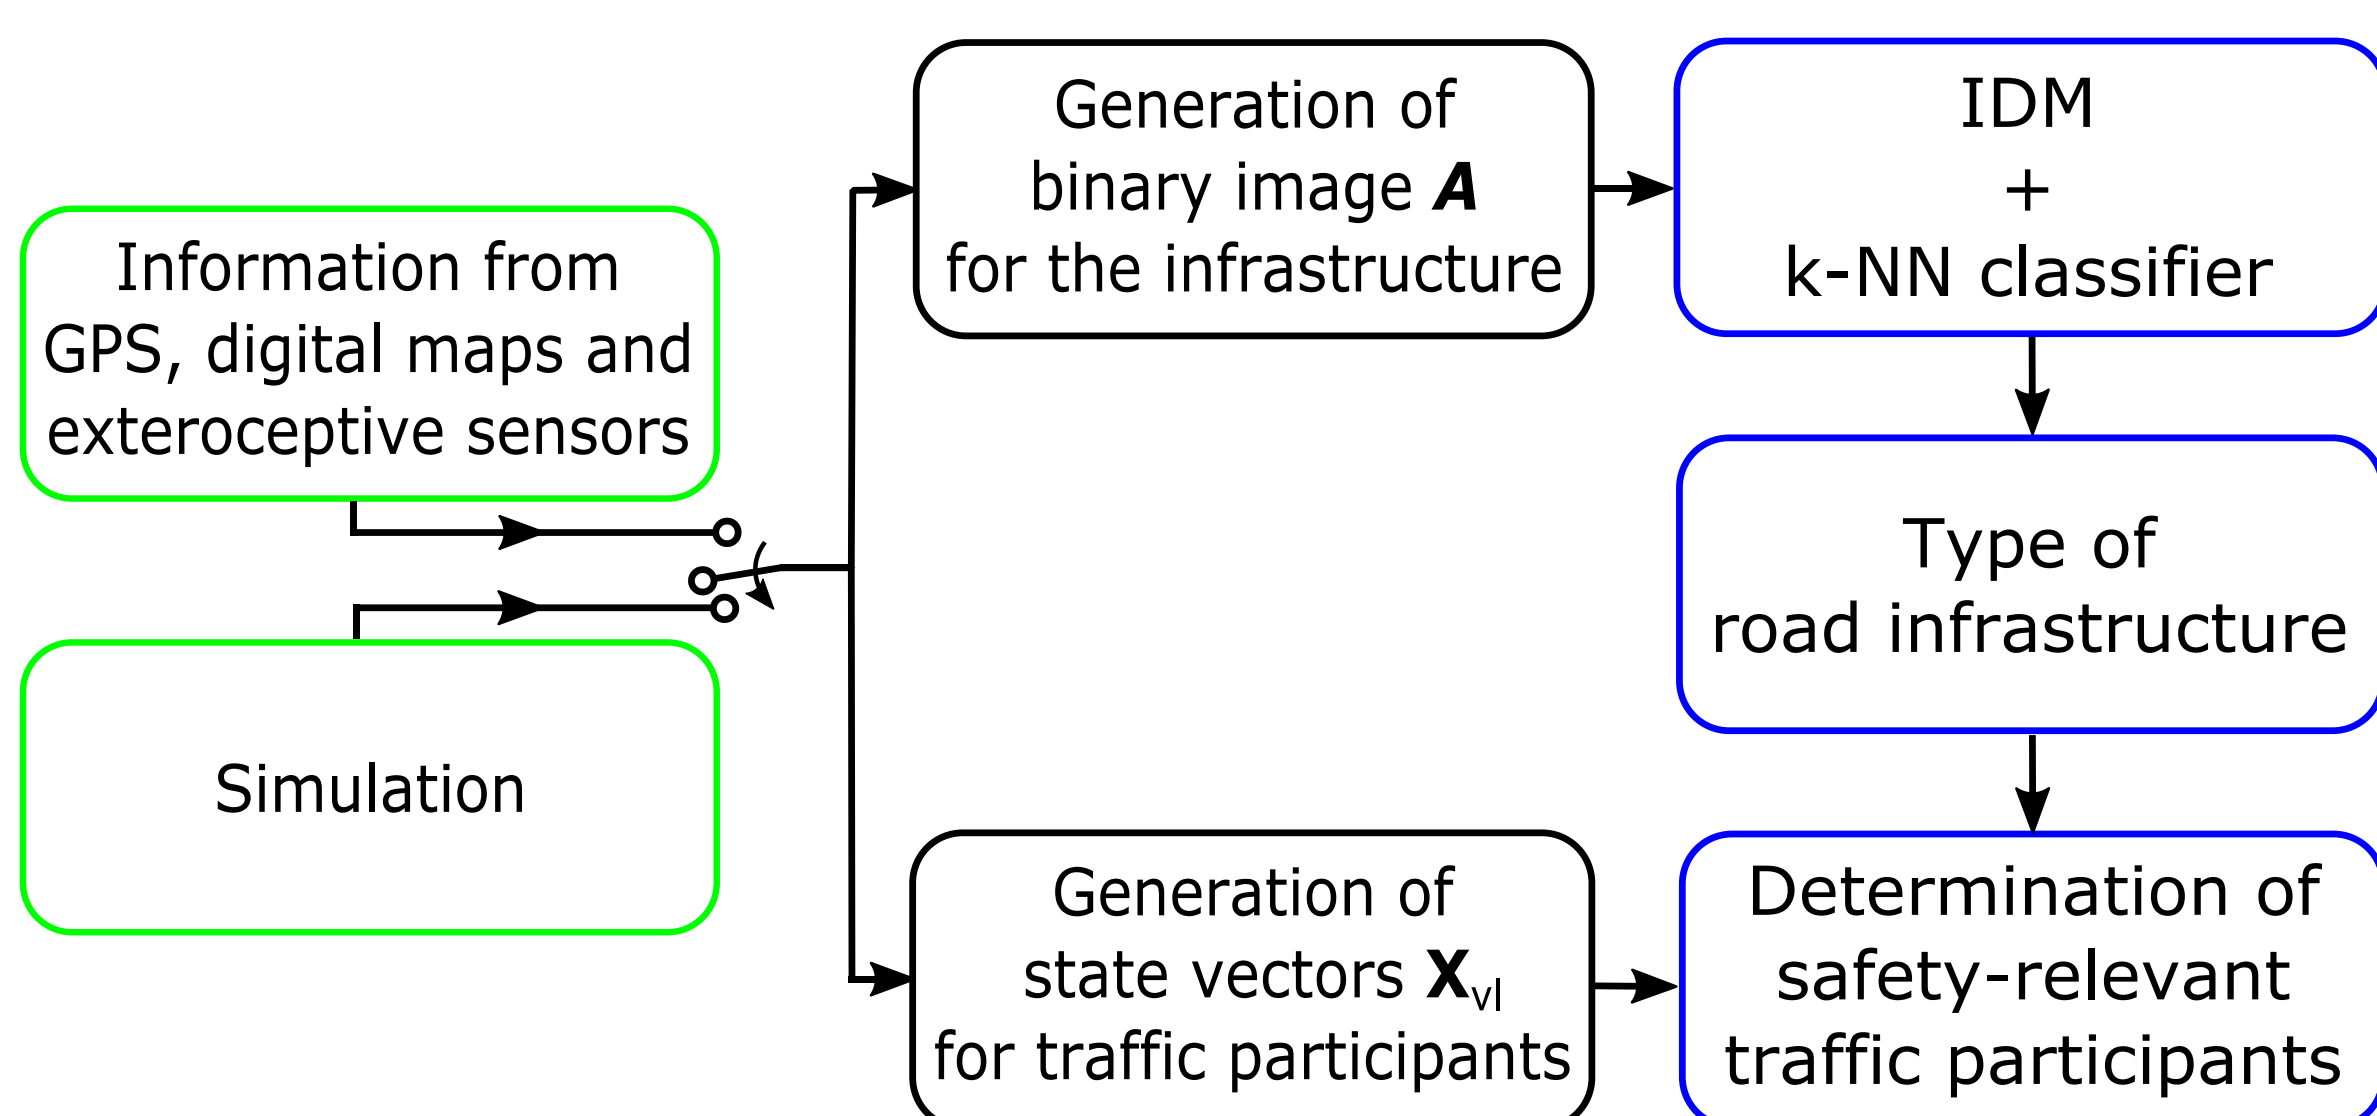 Information from
GPS, digital maps and
exteroceptive sensors
Simulation
Generation of
binary image A
for the infrastructure
Generation of
state vectors X_vl
for traffic participants
IDM
+
k-NN classifier
Type of
road infrastructure
Determination of
safety-relevant
traffic participants